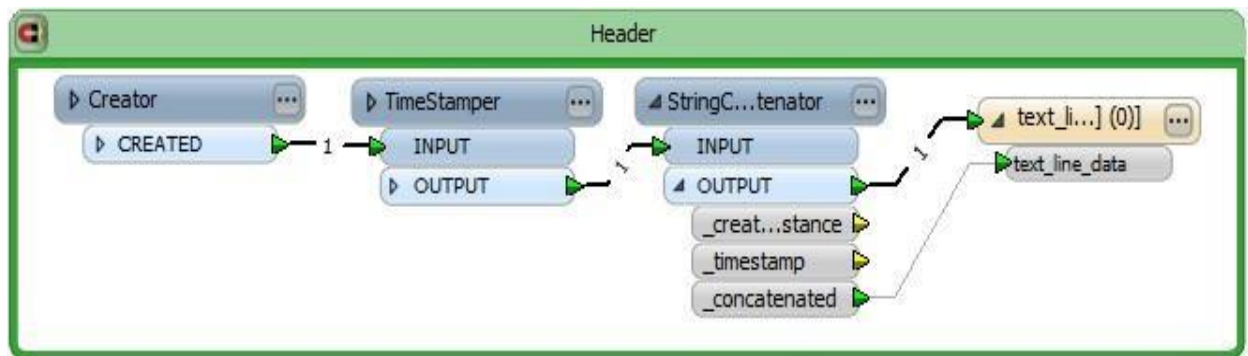 Header
Creator
CREATED
1
TimeStamper
INPUT
OUTPUT
1
StringC...tenator
INPUT
OUTPUT
_creat...stance
_timestamp
_concatenated
1
text_li...] (0)]
text_line_data